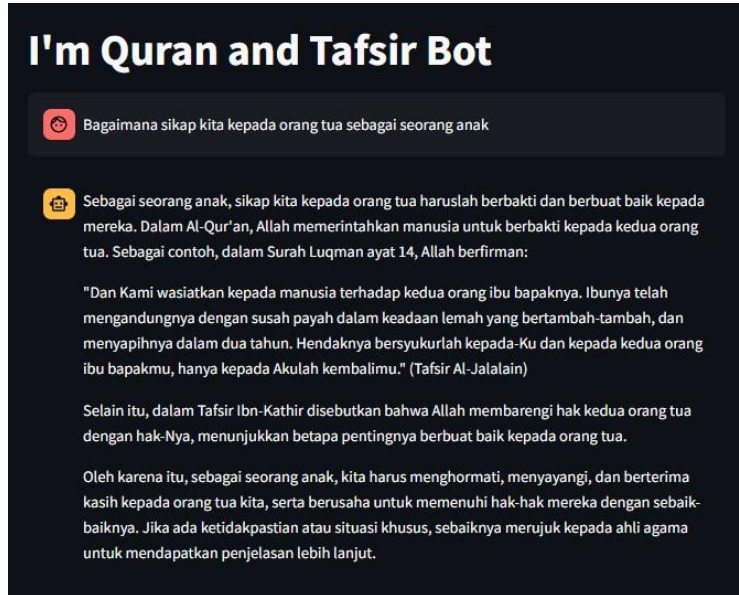 I'm Quran and Tafsir Bot
Bagaimana sikap kita kepada orang tua sebagai seorang anak
Sebagai seorang anak, sikap kita kepada orang tua haruslah berbakti dan berbuat baik kepada
mereka. Dalam Al-Qur'an, Allah memerintahkan manusia untuk berbakti kepada kedua orang
tua. Sebagai contoh, dalam Surah Luqman ayat 14, Allah berfirman:
"Dan Kami wasiatkan kepada manusia terhadap kedua orang ibu bapaknya. Ibunya telah
mengandungnya dengan susah payah dalam keadaan lemah yang bertambah-tambah, dan
menyapihnya dalam dua tahun. Hendaknya bersyukurlah kepada-Ku dan kepada kedua orang
ibu bapakmu, hanya kepada Akulah kembalimu." (Tafsir Al-Jalalain)
Selain itu, dalam Tafsir Ibn-Kathir disebutkan bahwa Allah membarengi hak kedua orang tua
dengan hak-Nya, menunjukkan betapa pentingnya berbuat baik kepada orang tua.
Oleh karena itu, sebagai seorang anak, kita harus menghormati, menyayangi, dan berterima
kasih kepada orang tua kita, serta berusaha untuk memenuhi hak-hak mereka dengan sebaik-
baiknya. Jika ada ketidakpastian atau situasi khusus, sebaiknya merujuk kepada ahli agama
untuk mendapatkan penjelasan lebih lanjut.